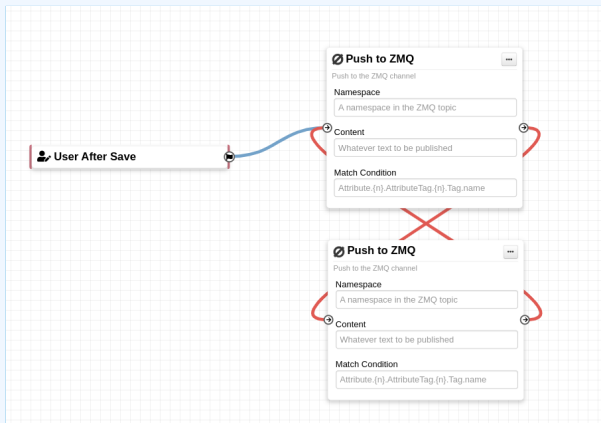 Push to ZMQ
Push to the ZMQ channel
Namespace
A namespace in the ZMQ topic
Content
Whatever text to be published
Match Condition
Attribute.{n}.AttributeTag.{n}.Tag.name
User After Save
Push to ZMQ
Push to the ZMQ channel
Namespace
A namespace in the ZMQ topic
Content
Whatever text to be published
Match Condition
Attribute.{n}.AttributeTag.{n}.Tag.name